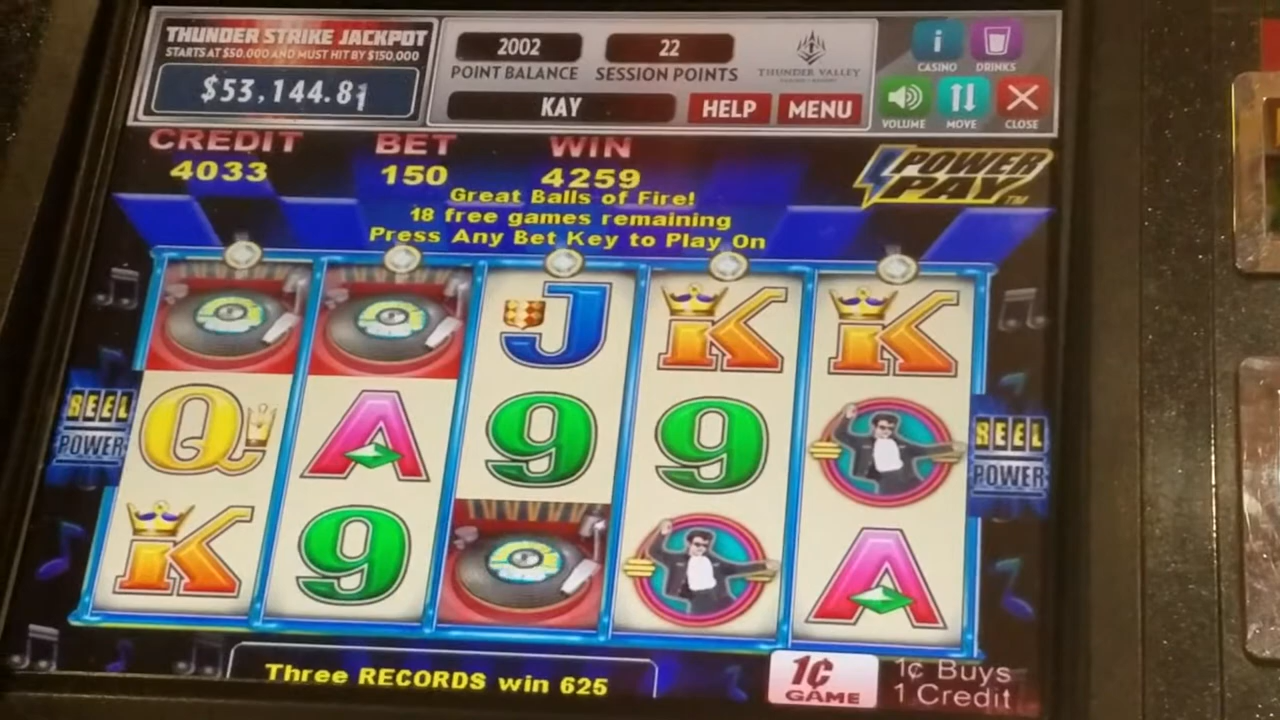 THUNDER STRIKE JACKPOT
STARTS AT $50,000 AND MUST HIT BY $150,000
$53,144.81
2002
POINT BALANCE
22
SESSION POINTS
THUNDER VALLEY
KAY
HELP
MENU
CASINO
DRINKS
VOLUME
MOVE
CLOSE
CREDIT
4033
BET
150
WIN
4259
POWER
PAY TM
Great Balls of Fire!
18 free games remaining
Press Any Bet Key to Play On
J K K
REEL
POWER
Q A 9 9
REEL
POWER
K 9 A
Three RECORDS win 625
1¢
GAME
1¢ Buys
1 Credit